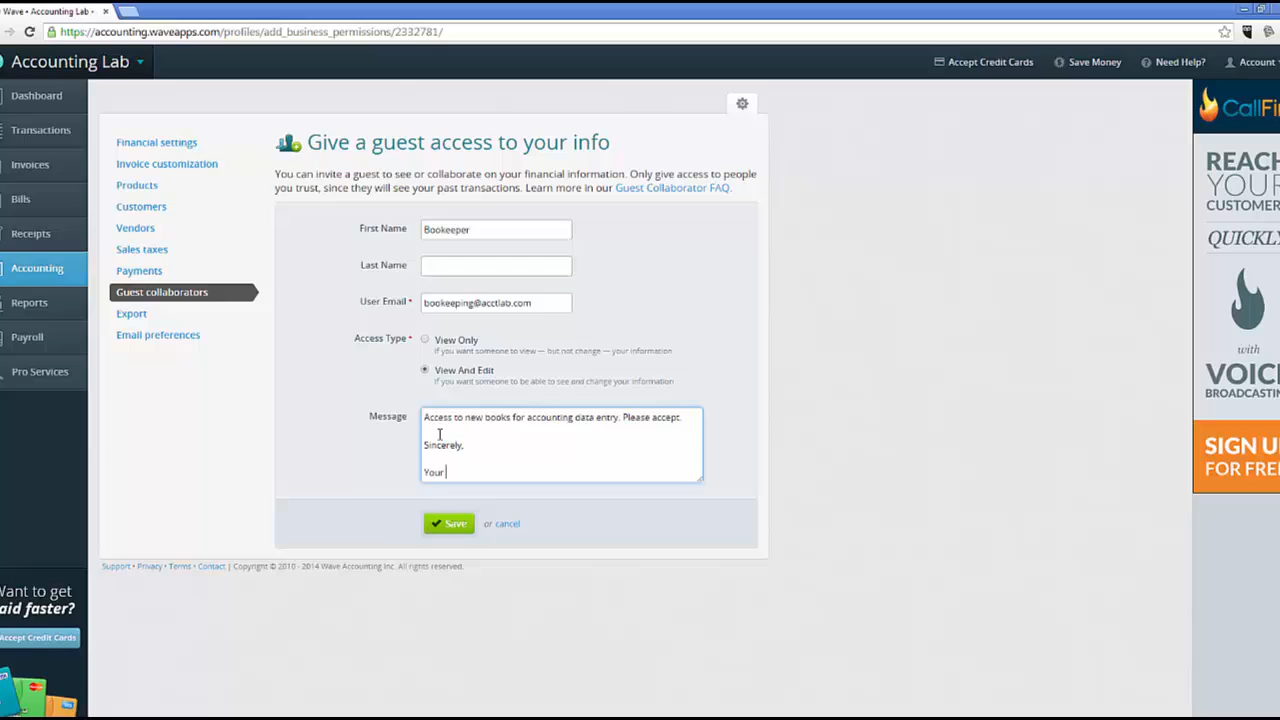 Wave • Accounting Lab •
https://accounting.waveapps.com/profiles/add_business_permissions/2332781/
Accounting Lab
Accept Credit Cards
Save Money
Need Help?
Account
Dashboard
Transactions
Invoices
Bills
Receipts
Accounting
Reports
Payroll
Pro Services
Want to get
aid faster?
Accept Credit Cards
Financial settings
Invoice customization
Products
Customers
Vendors
Sales taxes
Payments
Guest collaborators
Export
Email preferences
Give a guest access to your info
You can invite a guest to see or collaborate on your financial information. Only give access to people
you trust, since they will see your past transactions. Learn more in our Guest Collaborator FAQ.
First Name Bookeeper
Last Name
User Email * bookeeping@acctlab.com
Access Type * View Only
If you want someone to view — but not change — your information
View And Edit
If you want someone to be able to see and change your information
Message Access to new books for accounting data entry. Please accept.
Sincerely,
Your
Save or cancel
Support • Privacy • Terms • Contact | Copyright © 2010 - 2014 Wave Accounting Inc. All rights reserved.
CallFi
REACH
YOUR
CUSTOMER
QUICKLY
with
VOIC
BROADCASTING
SIGN U
FOR FRE